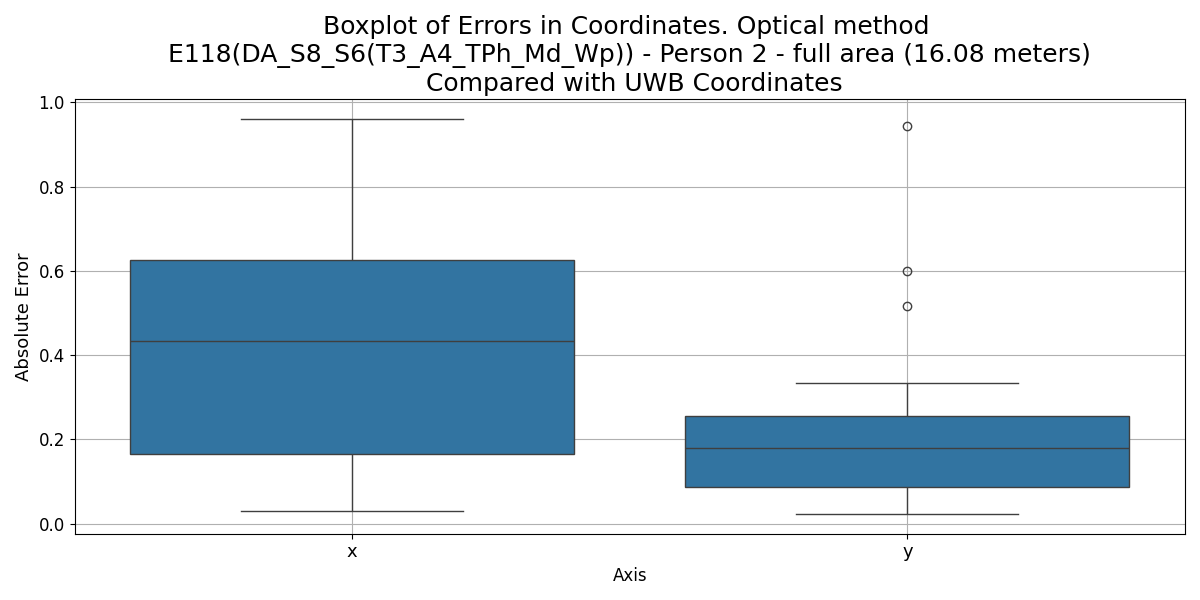 Boxplot of Errors in Coordinates. Optical method
E118(DA_S8_S6(T3_A4_TPh_Md_Wp)) - Person 2 - full area (16.08 meters)
Compared with UWB Coordinates
1.0
0.8
0.6
0.4
0.2
0.0
Absolute Error
x
y
Axis